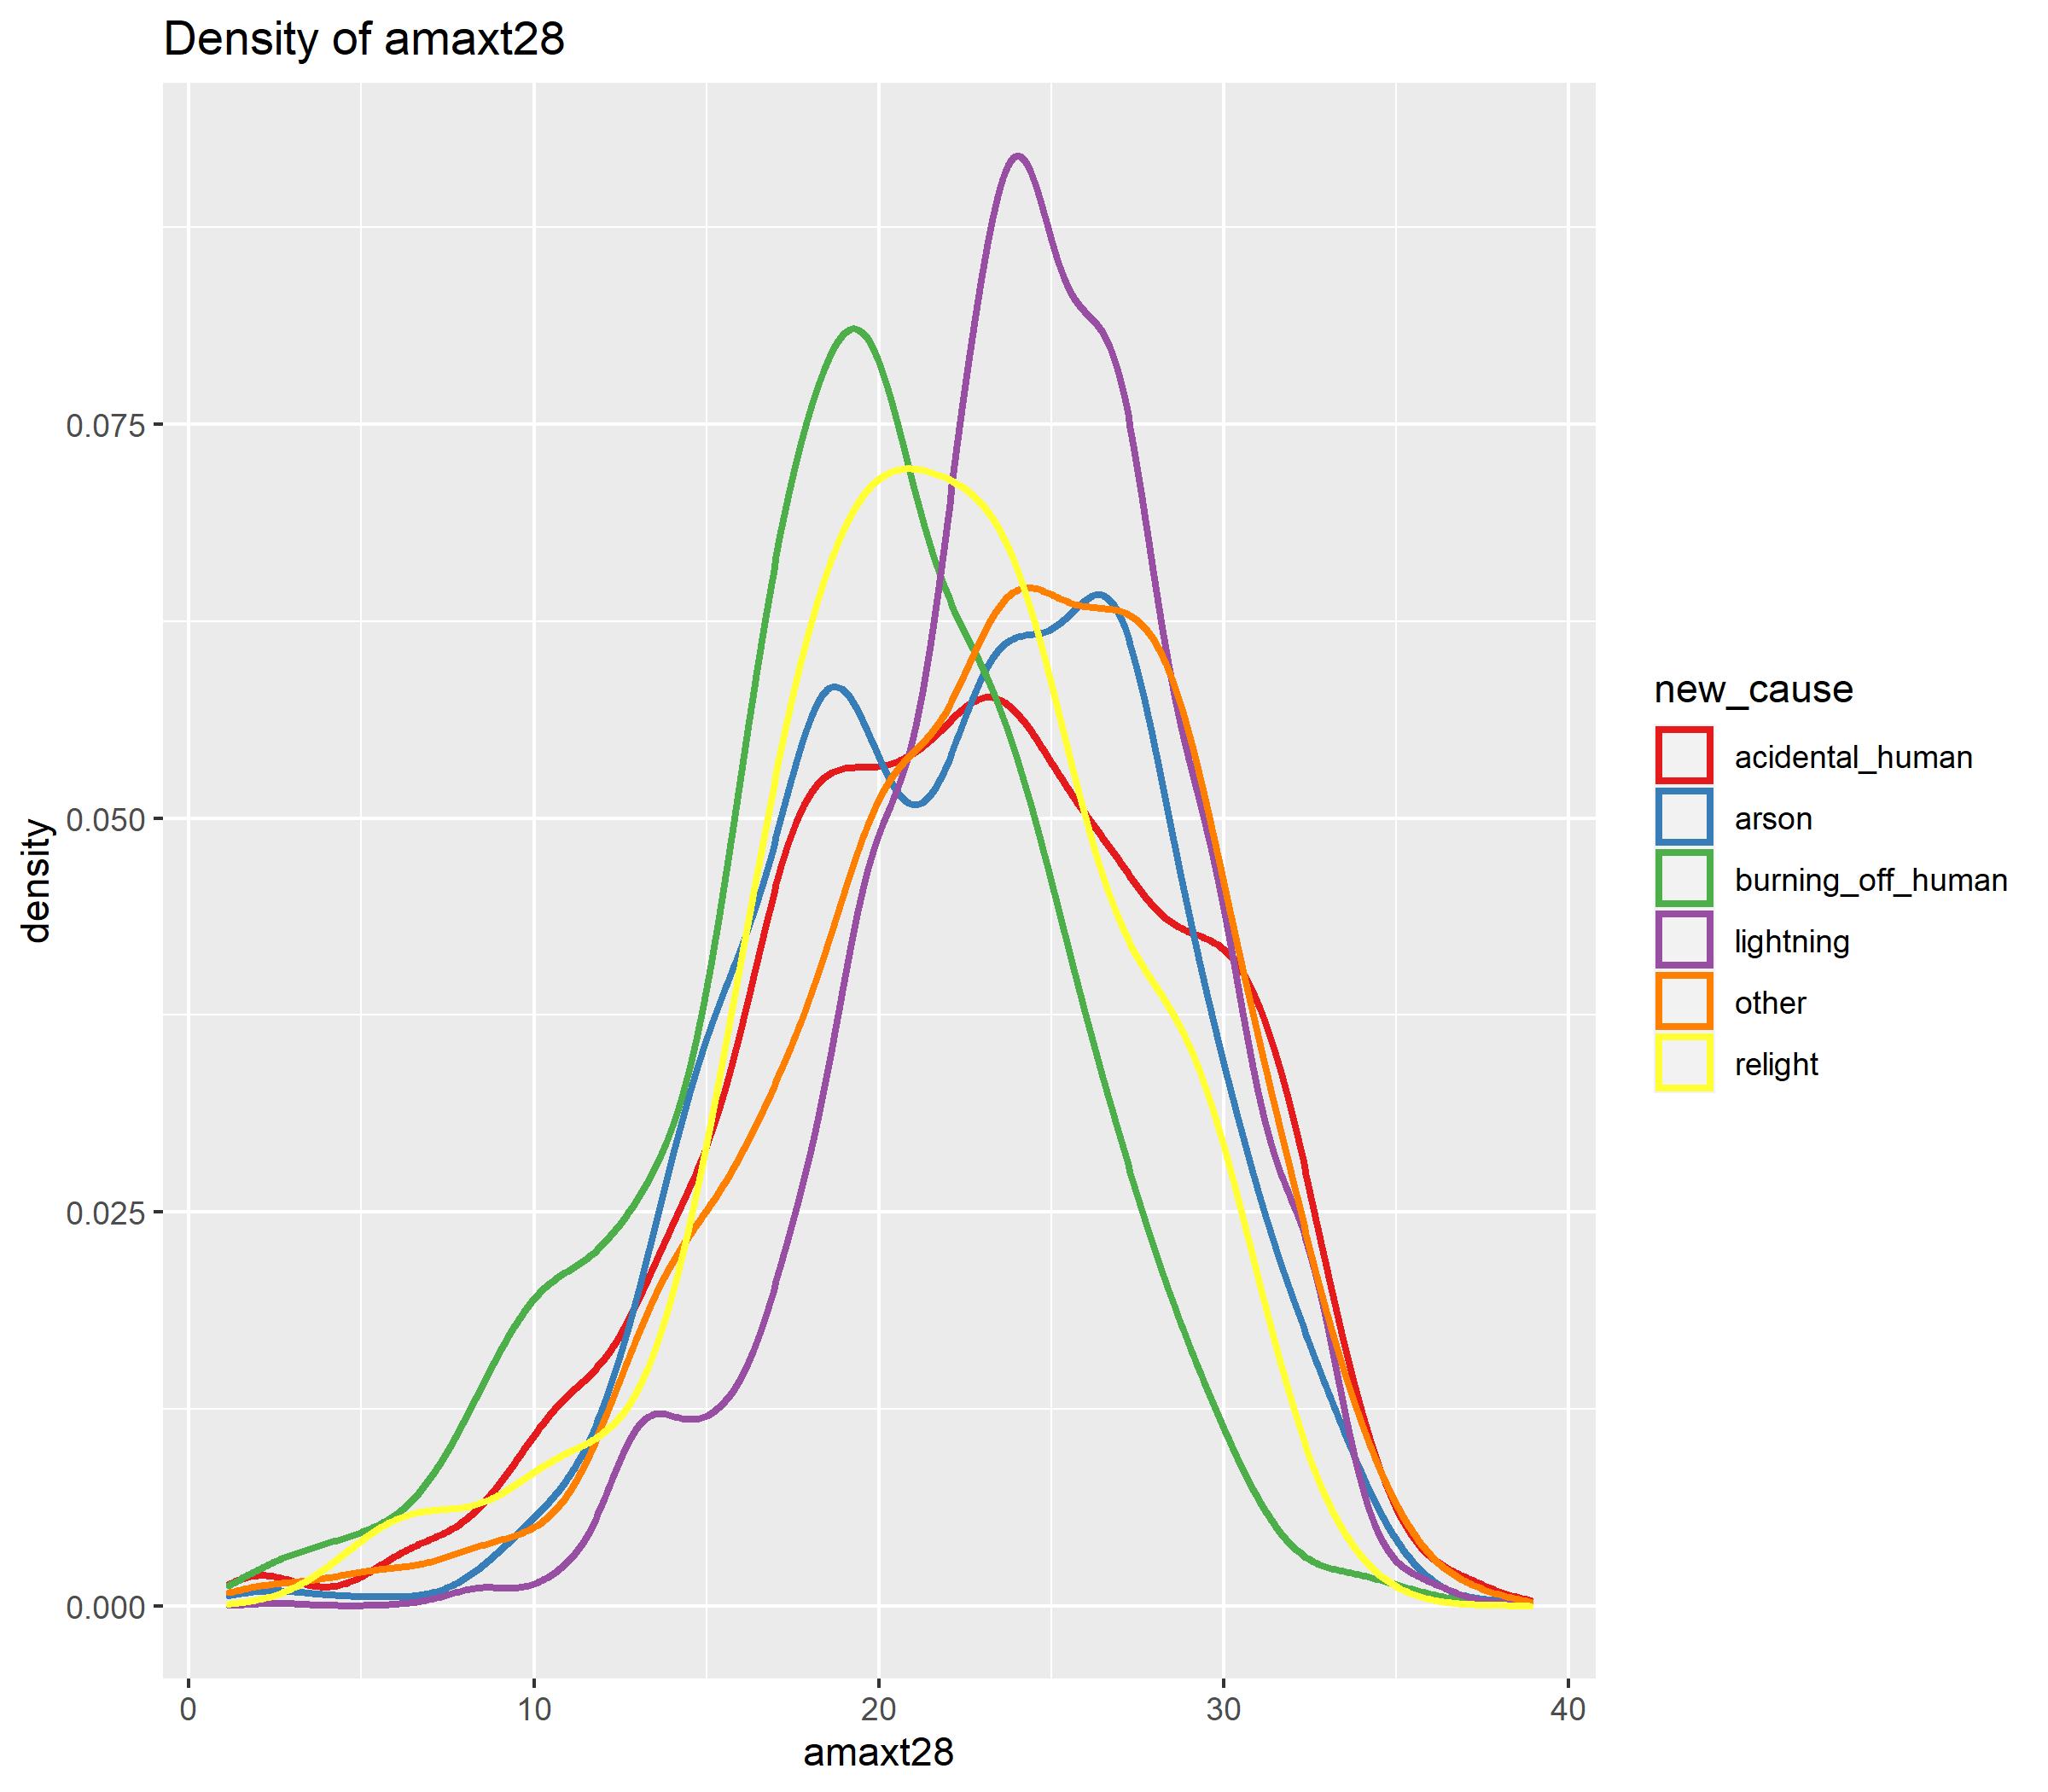 Density of amaxt28
0.075
0.050
0.025
0.000
density
0
10
20
30
40
amaxt28
new_cause
acidental_human
arson
burning_off_human
lightning
other
relight